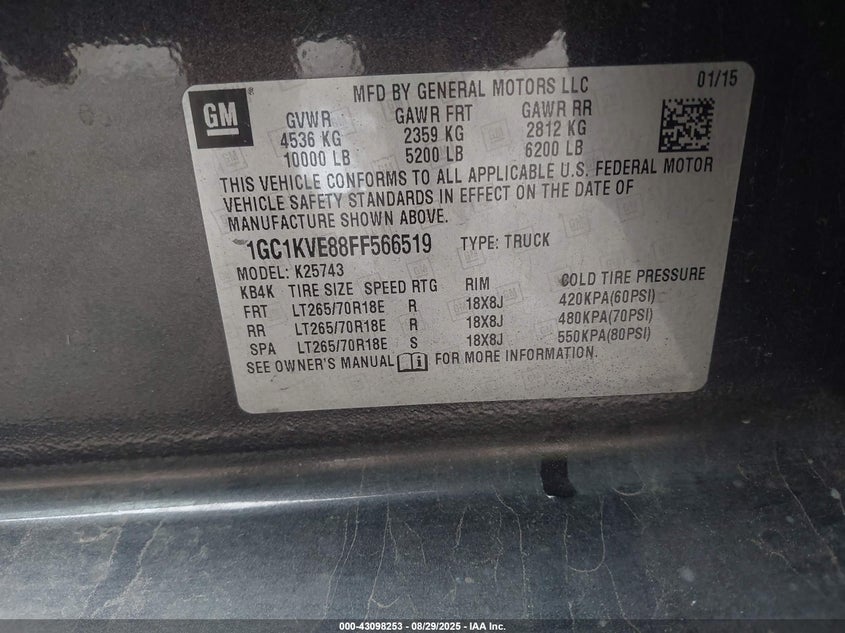 GM
MFD BY GENERAL MOTORS LLC 01/15
GVWR GAWR FRT GAWR RR
4536 KG 2359 KG 2812 KG
10000 LB 5200 LB 6200 LB
THIS VEHICLE CONFORMS TO ALL APPLICABLE U.S. FEDERAL MOTOR
VEHICLE SAFETY STANDARDS IN EFFECT ON THE DATE OF
MANUFACTURE SHOWN ABOVE.
1GC1KVE88FF566519 TYPE: TRUCK
MODEL: K25743
KB4K TIRE SIZE SPEED RTG RIM COLD TIRE PRESSURE
FRT LT265/70R18E R 18X8J 420KPA(60PSI)
RR LT265/70R18E R 18X8J 480KPA(70PSI)
SPA LT265/70R18E S 18X8J 550KPA(80PSI)
SEE OWNER'S MANUAL FOR MORE INFORMATION.
000-43098253 - 08/29/2025 - IAA Inc.